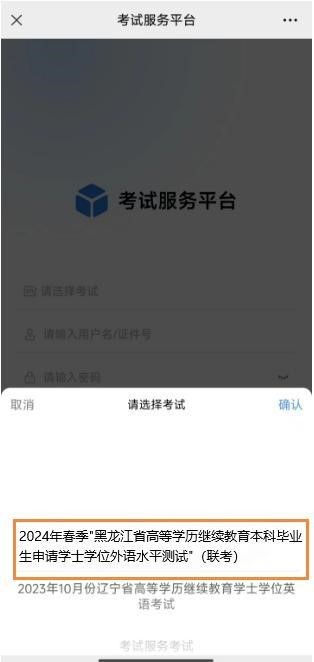 考试服务平台
考试服务平台
请选择考试
请输入用户名/证件号
请输入密码
取消 请选择考试 确认
2024年春季"黑龙江省高等学历继续教育本科毕业
生申请学士学位外语水平测试"（联考）
2023年10月份辽宁省高等学历继续教育学士学位英
语考试
考试服务考试